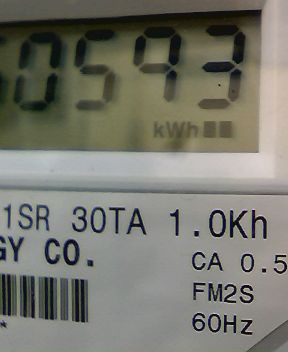 0593
kWh
1SR 30TA 1.0Kh
GY CO.
CA 0.5
FM2S
60Hz